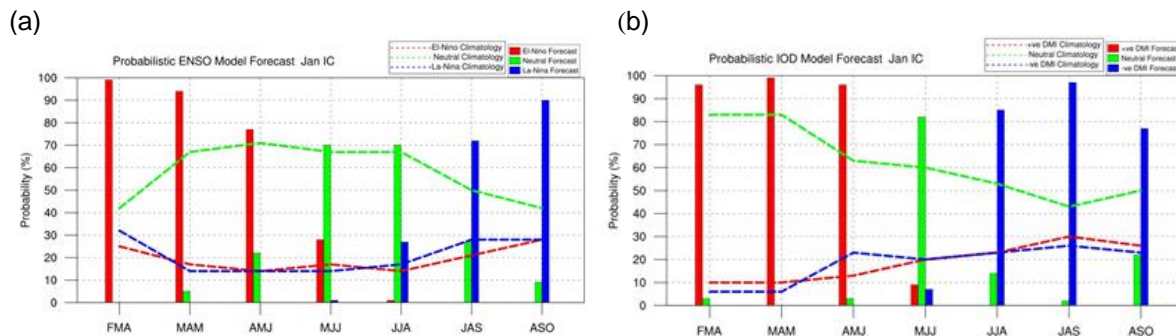 (a)
Probabilistic ENSO Model Forecast Jan IC
El-Nino Climatology
Neutral Climatology
La-Nina Climatology
El-Nino Forecast
Neutral Forecast
La-Nina Forecast
Probability (%)
100
90
80
70
60
50
40
30
20
10
0
FMA MAM AMJ MJJ JJA JAS ASO
(b)
Probabilistic IOD Model Forecast Jan IC
+ve DMI Climatology
Neutral Climatology
-ve DMI Climatology
+ve DMI Forecast
Neutral Forecast
-ve DMI Forecast
Probability (%)
100
90
80
70
60
50
40
30
20
10
0
FMA MAM AMJ MJJ JJA JAS ASO